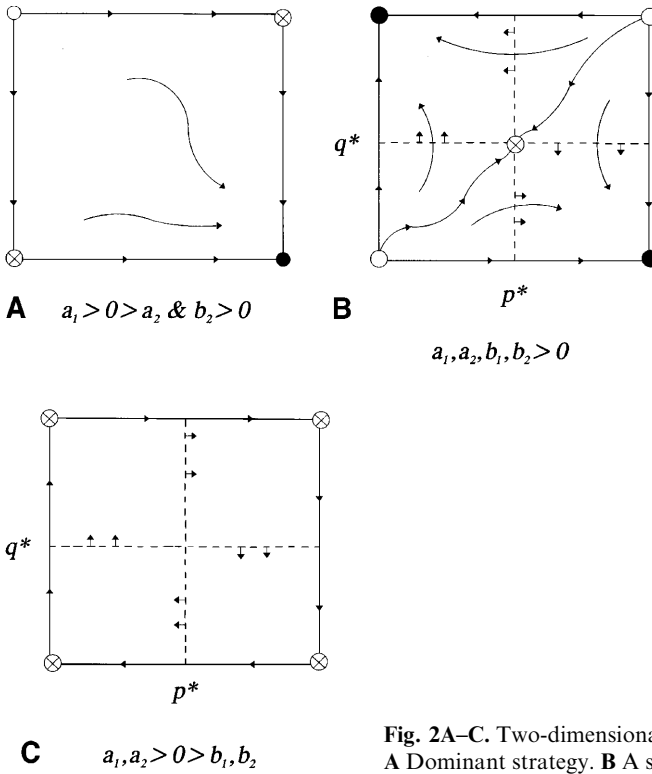 q*
p*
A a₁ > 0 > a₂ & b₂ > 0
B
a₁, a₂, b₁, b₂ > 0
q*
p*
C a₁, a₂ > 0 > b₁, b₂
Fig. 2A–C. Two-dimensiona
A Dominant strategy. B A s